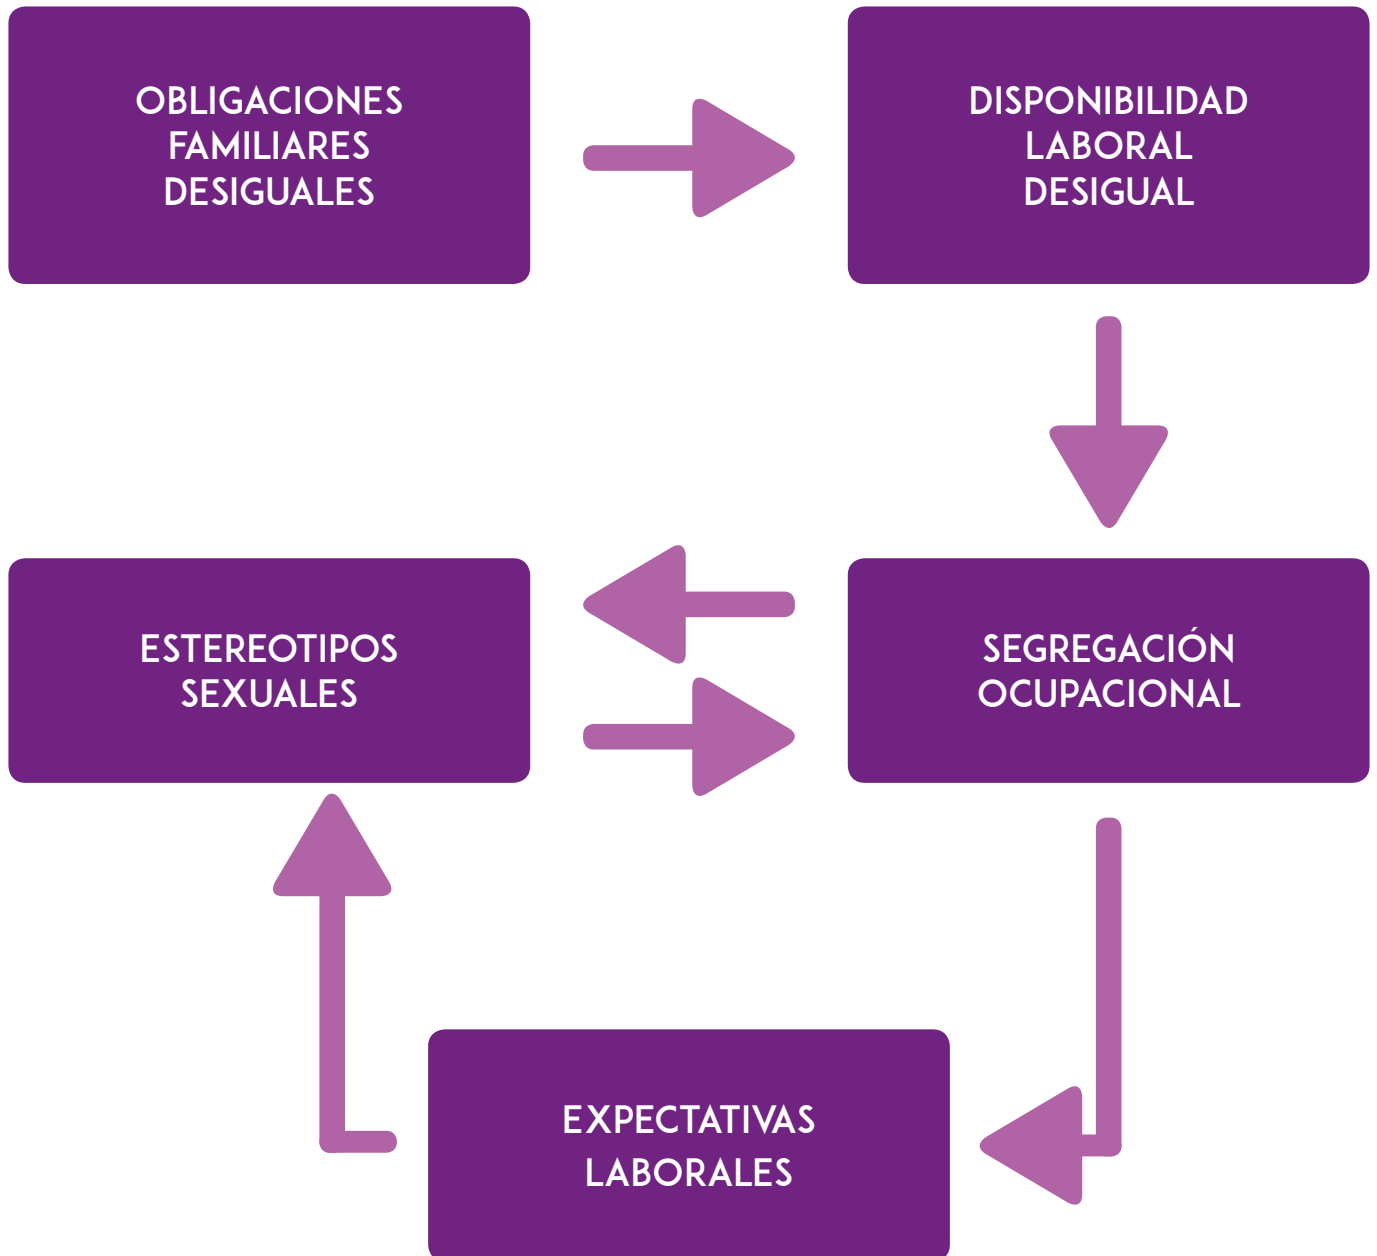 OBLIGACIONES
FAMILIARES
DESIGUALES
DISPONIBILIDAD
LABORAL
DESIGUAL
ESTEREOTIPOS
SEXUALES
SEGREGACIÓN
OCUPACIONAL
EXPECTATIVAS
LABORALES